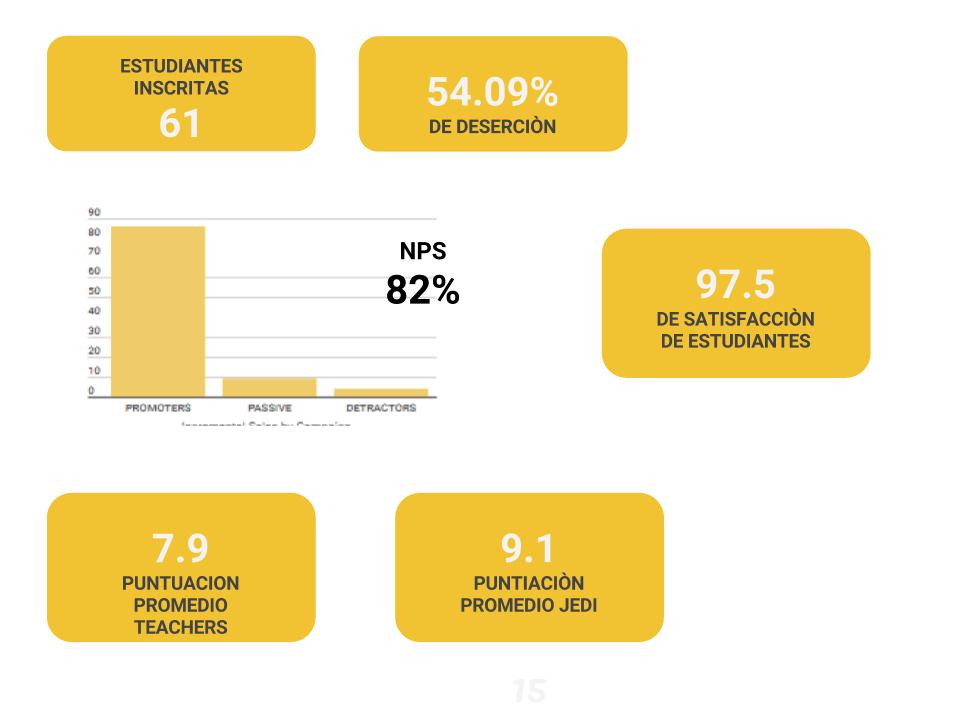 ESTUDIANTES
INSCRITAS
61
54.09%
DE DESERCIÒN
90
80
70
60
50
40
30
20
10
0
PROMOTERS
PASSIVE
DETRACTORS
NPS
82%
97.5
DE SATISFACCIÒN
DE ESTUDIANTES
7.9
PUNTUACION
PROMEDIO
TEACHERS
9.1
PUNTIACIÒN
PROMEDIO JEDI
15